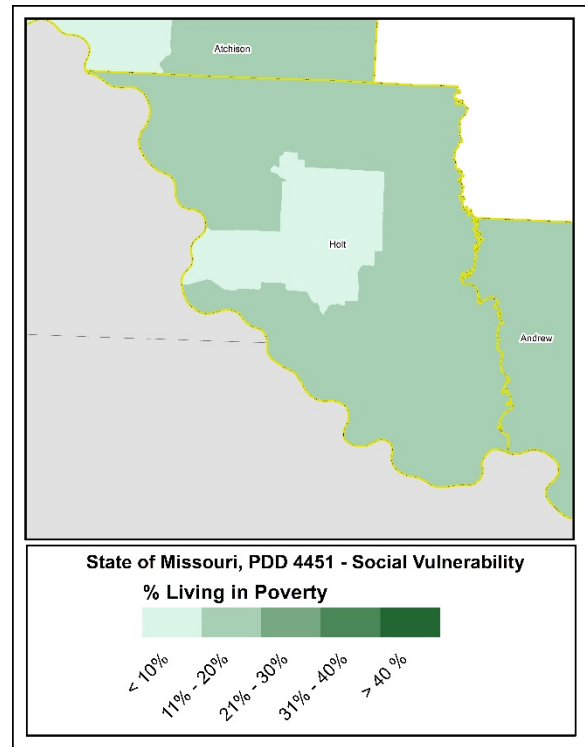 Atchison
Holt
Andrew
State of Missouri, PDD 4451 - Social Vulnerability
% Living in Poverty
< 10%
11% - 20%
21% - 30%
31% - 40%
> 40 %